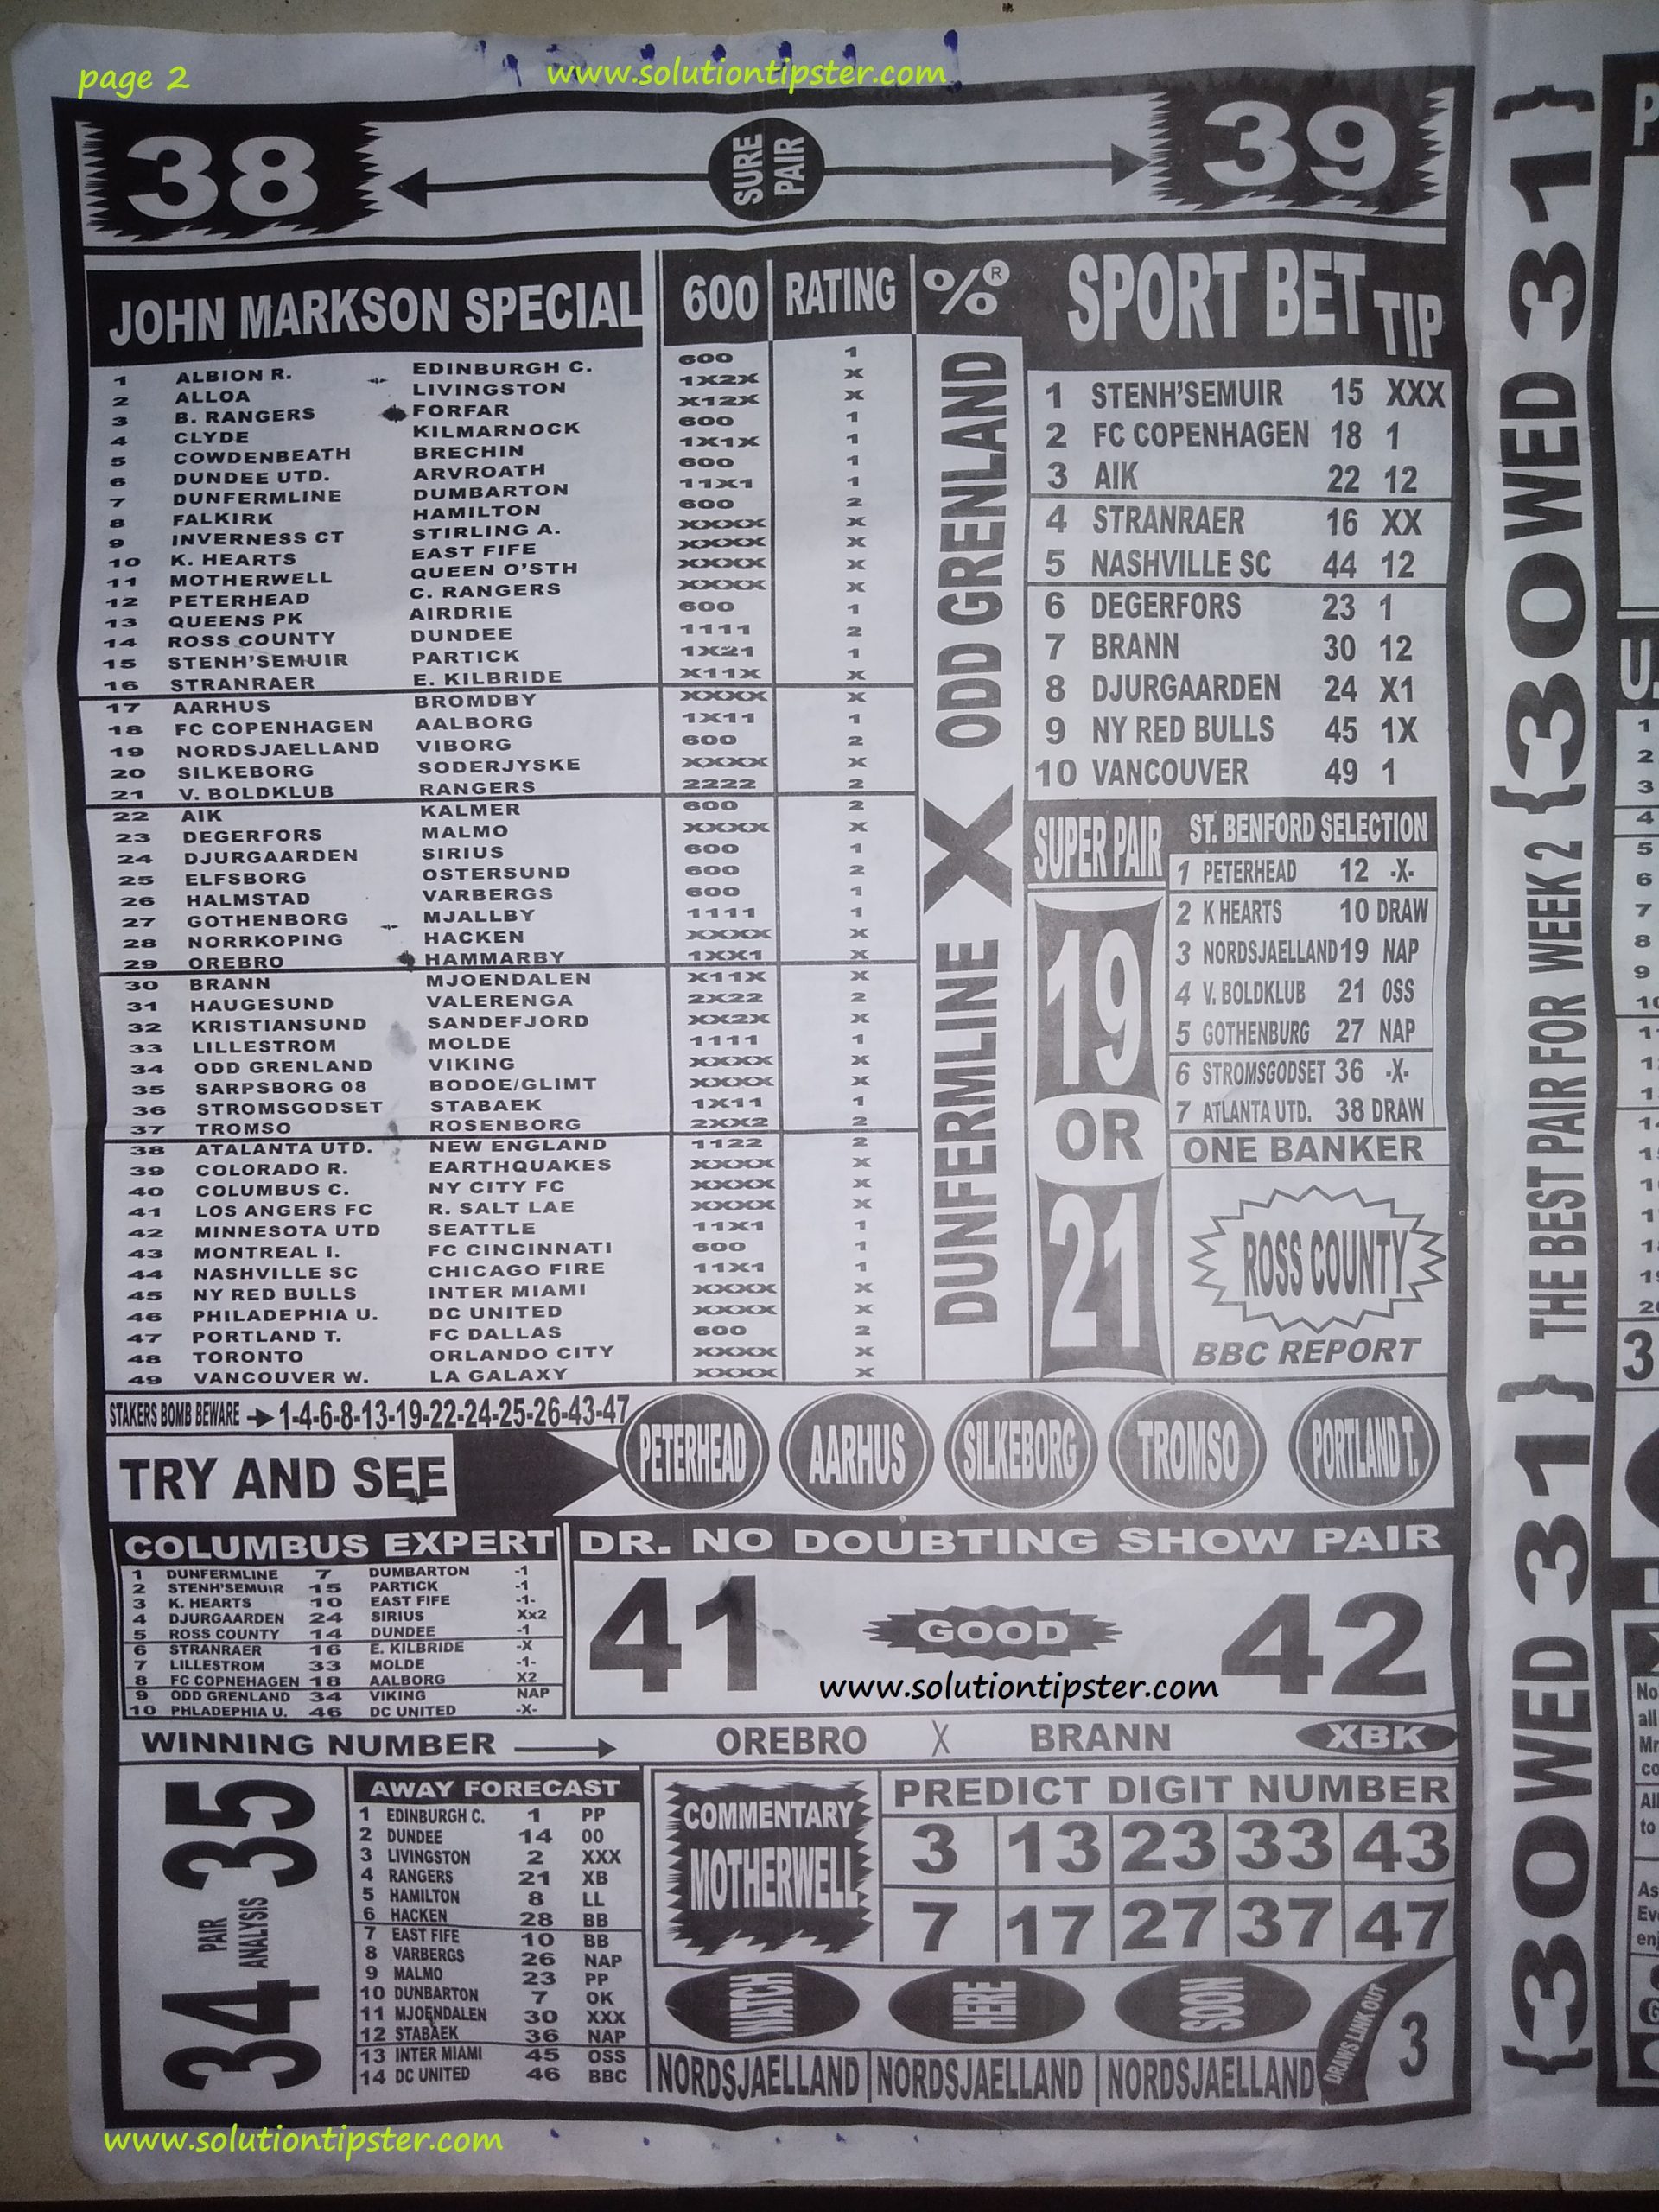 page 2
www.solutiontipster.com
38 SURE PAIR 39
JOHN MARKSON SPECIAL 600 RATING
1 ALBION R. EDINBURGH C. 600 1
2 ALLOA LIVINGSTON 1X2X X
3 B. RANGERS FORFAR X12X X
4 CLYDE KILMARNOCK 600 1
5 COWDENBEATH BRECHIN 1X1X 1
6 DUNDEE UTD. ARVROATH 600 1
7 DUNFERMLINE DUMBARTON 11X1 1
8 FALKIRK HAMILTON 600 2
9 INVERNESS CT STIRLING A. XXXX X
10 K. HEARTS EAST FIFE XXXX X
11 MOTHERWELL QUEEN O'STH XXXX X
12 PETERHEAD C. RANGERS XXXX X
13 QUEENS PK AIRDRIE 600 1
14 ROSS COUNTY DUNDEE 1111 2
15 STENH'SEMUIR PARTICK 1X21 1
16 STRANRAER E. KILBRIDE X11X X
17 AARHUS BROMDBY XXXX X
18 FC COPENHAGEN AALBORG 1X11 1
19 NORDSJAELLAND VIBORG 600 2
20 SILKEBORG SODERJYSKE XXXX X
21 V. BOLDKLUB RANGERS 2222 2
22 AIK KALMER 600 2
23 DEGERFORS MALMO XXXX X
24 DJURGAARDEN SIRIUS 600 1
25 ELFSBORG OSTERSUND 600 2
26 HALMSTAD VARBERGS 600 1
27 GOTHENBORG MJALLBY 1111 1
28 NORRKOPING HACKEN XXXX X
29 OREBRO HAMMARBY 1XX1 X
30 BRANN MJOENDALEN X11X X
31 HAUGESUND VALERENGA 2X22 2
32 KRISTIANSUND SANDEFJORD XX2X X
33 LILLESTROM MOLDE 1111 1
34 ODD GRENLAND VIKING XXXX X
35 SARPSBORG 08 BODOE/GLIMT XXXX X
36 STROMSGODSET STABAEK 1X11 1
37 TROMSO ROSENBORG 2XX2 2
38 ATALANTA UTD. NEW ENGLAND 1122 2
39 COLORADO R. EARTHQUAKES XXXX X
40 COLUMBUS C. NY CITY FC XXXX X
41 LOS ANGERS FC R. SALT LAE XXXX X
42 MINNESOTA UTD SEATTLE 11X1 1
43 MONTREAL I. FC CINCINNATI 600 1
44 NASHVILLE SC CHICAGO FIRE 11X1 1
45 NY RED BULLS INTER MIAMI XXXX X
46 PHILADEPHIA U. DC UNITED XXXX X
47 PORTLAND T. FC DALLAS 600 2
48 TORONTO ORLANDO CITY XXXX X
49 VANCOUVER W. LA GALAXY XXXX X
%®
DUNFERMLINE X ODD GRENLAND
SPORT BET TIP
1 STENH'SEMUIR 15 XXX
2 FC COPENHAGEN 18 1
3 AIK 22 12
4 STRANRAER 16 XX
5 NASHVILLE SC 44 12
6 DEGERFORS 23 1
7 BRANN 30 12
8 DJURGAARDEN 24 X1
9 NY RED BULLS 45 1X
10 VANCOUVER 49 1
SUPER PAIR
19
OR
21
ST. BENFORD SELECTION
1 PETERHEAD 12 -X-
2 K HEARTS 10 DRAW
3 NORDSJAELLAND 19 NAP
4 V. BOLDKLUB 21 OSS
5 GOTHENBURG 27 NAP
6 STROMSGODSET 36 -X-
7 ATLANTA UTD. 38 DRAW
ONE BANKER
ROSS COUNTY
BBC REPORT
STAKERS BOMB BEWARE → 1-4-6-8-13-19-22-24-25-26-43-47
TRY AND SEE
PETERHEAD AARHUS SILKEBORG TROMSO PORTLAND T.
COLUMBUS EXPERT
1 DUNFERMLINE 7 DUMBARTON -1
2 STENH'SEMUIR 15 PARTICK -1
3 K. HEARTS 10 EAST FIFE -1-
4 DJURGAARDEN 24 SIRIUS Xx2
5 ROSS COUNTY 14 DUNDEE -1
6 STRANRAER 16 E. KILBRIDE -X
7 LILLESTROM 33 MOLDE -1-
8 FC COPNEHAGEN 18 AALBORG X2
9 ODD GRENLAND 34 VIKING NAP
10 PHLADEPHIA U. 46 DC UNITED -X-
DR. NO DOUBTING SHOW PAIR
41 GOOD 42
www.solutiontipster.com
WINNING NUMBER → OREBRO X BRANN XBK
34 PAIR ANALYSIS 35
AWAY FORECAST
1 EDINBURGH C. 1 PP
2 DUNDEE 14 00
3 LIVINGSTON 2 XXX
4 RANGERS 21 XB
5 HAMILTON 8 LL
6 HACKEN 28 BB
7 EAST FIFE 10 BB
8 VARBERGS 26 NAP
9 MALMO 23 PP
10 DUNBARTON 7 OK
11 MJOENDALEN 30 XXX
12 STABAEK 36 NAP
13 INTER MIAMI 45 OSS
14 DC UNITED 46 BBC
COMMENTARY
MOTHERWELL
PREDICT DIGIT NUMBER
3 13 23 33 43
7 17 27 37 47
WATCH HERE SOON
NORDSJAELLAND NORDSJAELLAND NORDSJAELLAND
DRAWS LINK OUT 3
www.solutiontipster.com
{30WED 31} THE BEST PAIR FOR WEEK 2 {30WED 31}